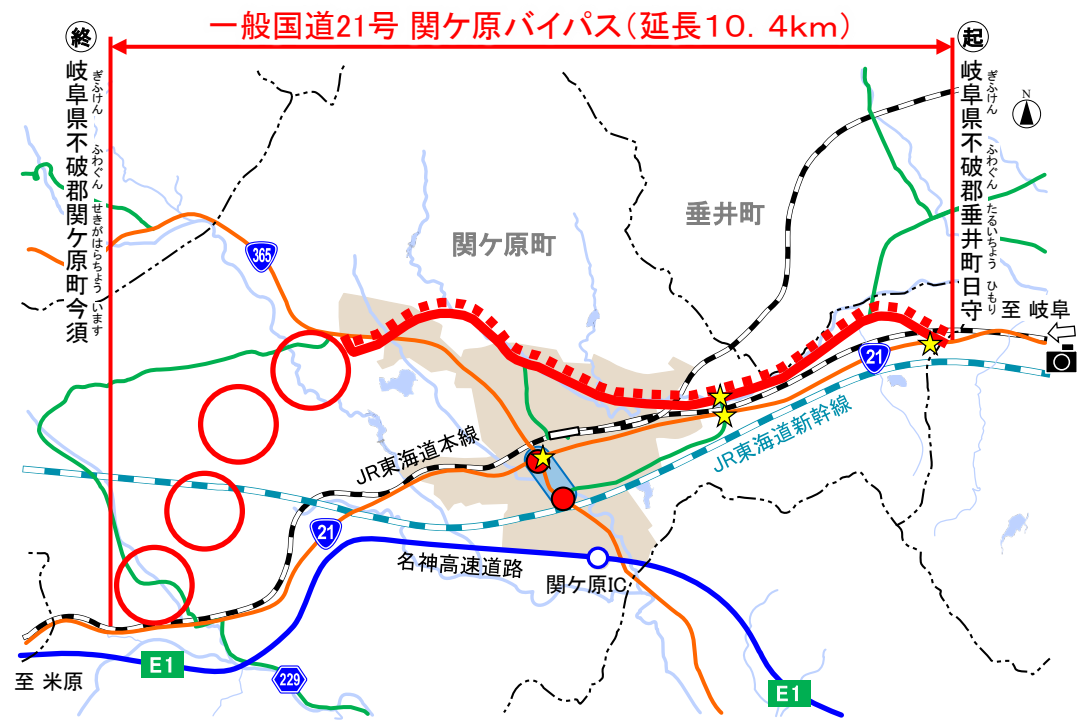 一般国道21号 関ケ原バイパス(延長10．4km)
終
岐阜県不破郡関ケ原町今須
ぎふけん ふわぐん せきがはらちょう います
起
岐阜県不破郡垂井町日守
ぎふけん ふわぐん たるいちょう ひもり
N
垂井町
関ケ原町
365
至 岐阜
21
JR東海道新幹線
JR東海道本線
21
名神高速道路
関ケ原IC
E1
至 米原
229
E1